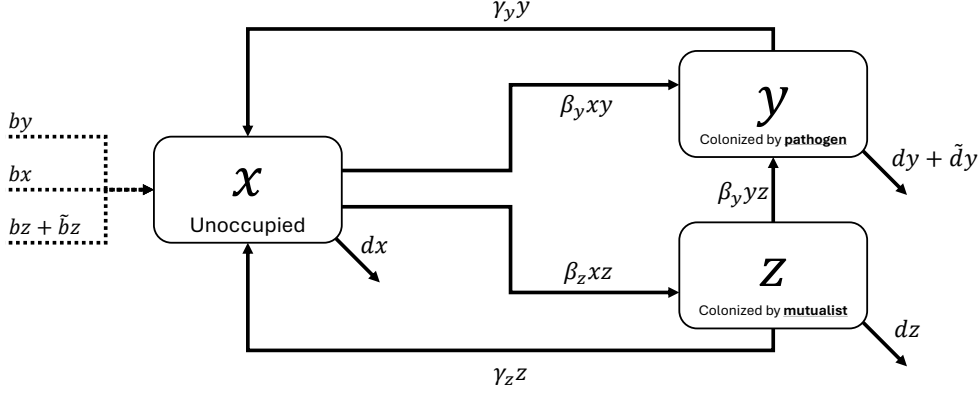 γ_y y
by
bx
bz + b̃z
x
Unoccupied
dx
β_y xy
β_z xz
y
Colonized by pathogen
dy + d̃y
β_y yz
z
Colonized by mutualist
dz
γ_z z